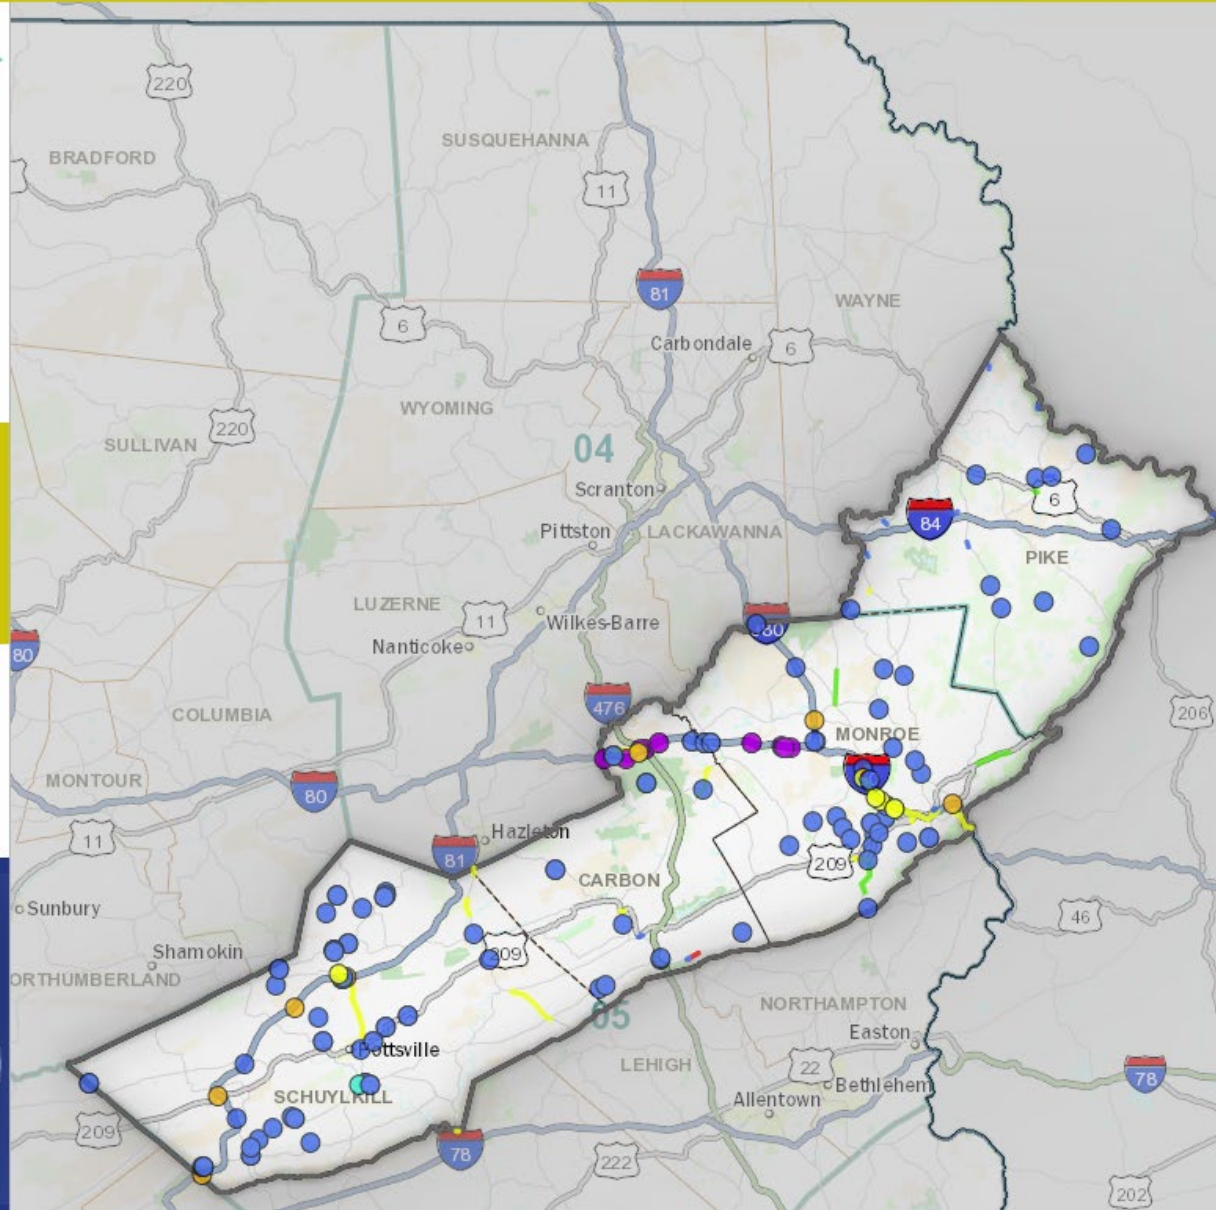 220
SUSQUEHANNA
BRADFORD
11
81
WAYNE
6
Carbondale
6
WYOMING
220
SULLIVAN
04
Scranton
6
84
Pittston
LACKAWANNA
PIKE
LUZERNE
11
Wilkes-Barre
80
Nanticoke
80
476
206
COLUMBIA
MONROE
MONTOUR
80
11
Hazleton
81
209
CARBON
Sunbury
46
Shamokin
209
ORTHUMBERLAND
NORTHAMPTON
05
Easton
Pottsville
LEHIGH
22
78
Bethlehem
SCHUYLKILL
Allentown
209
78
222
202